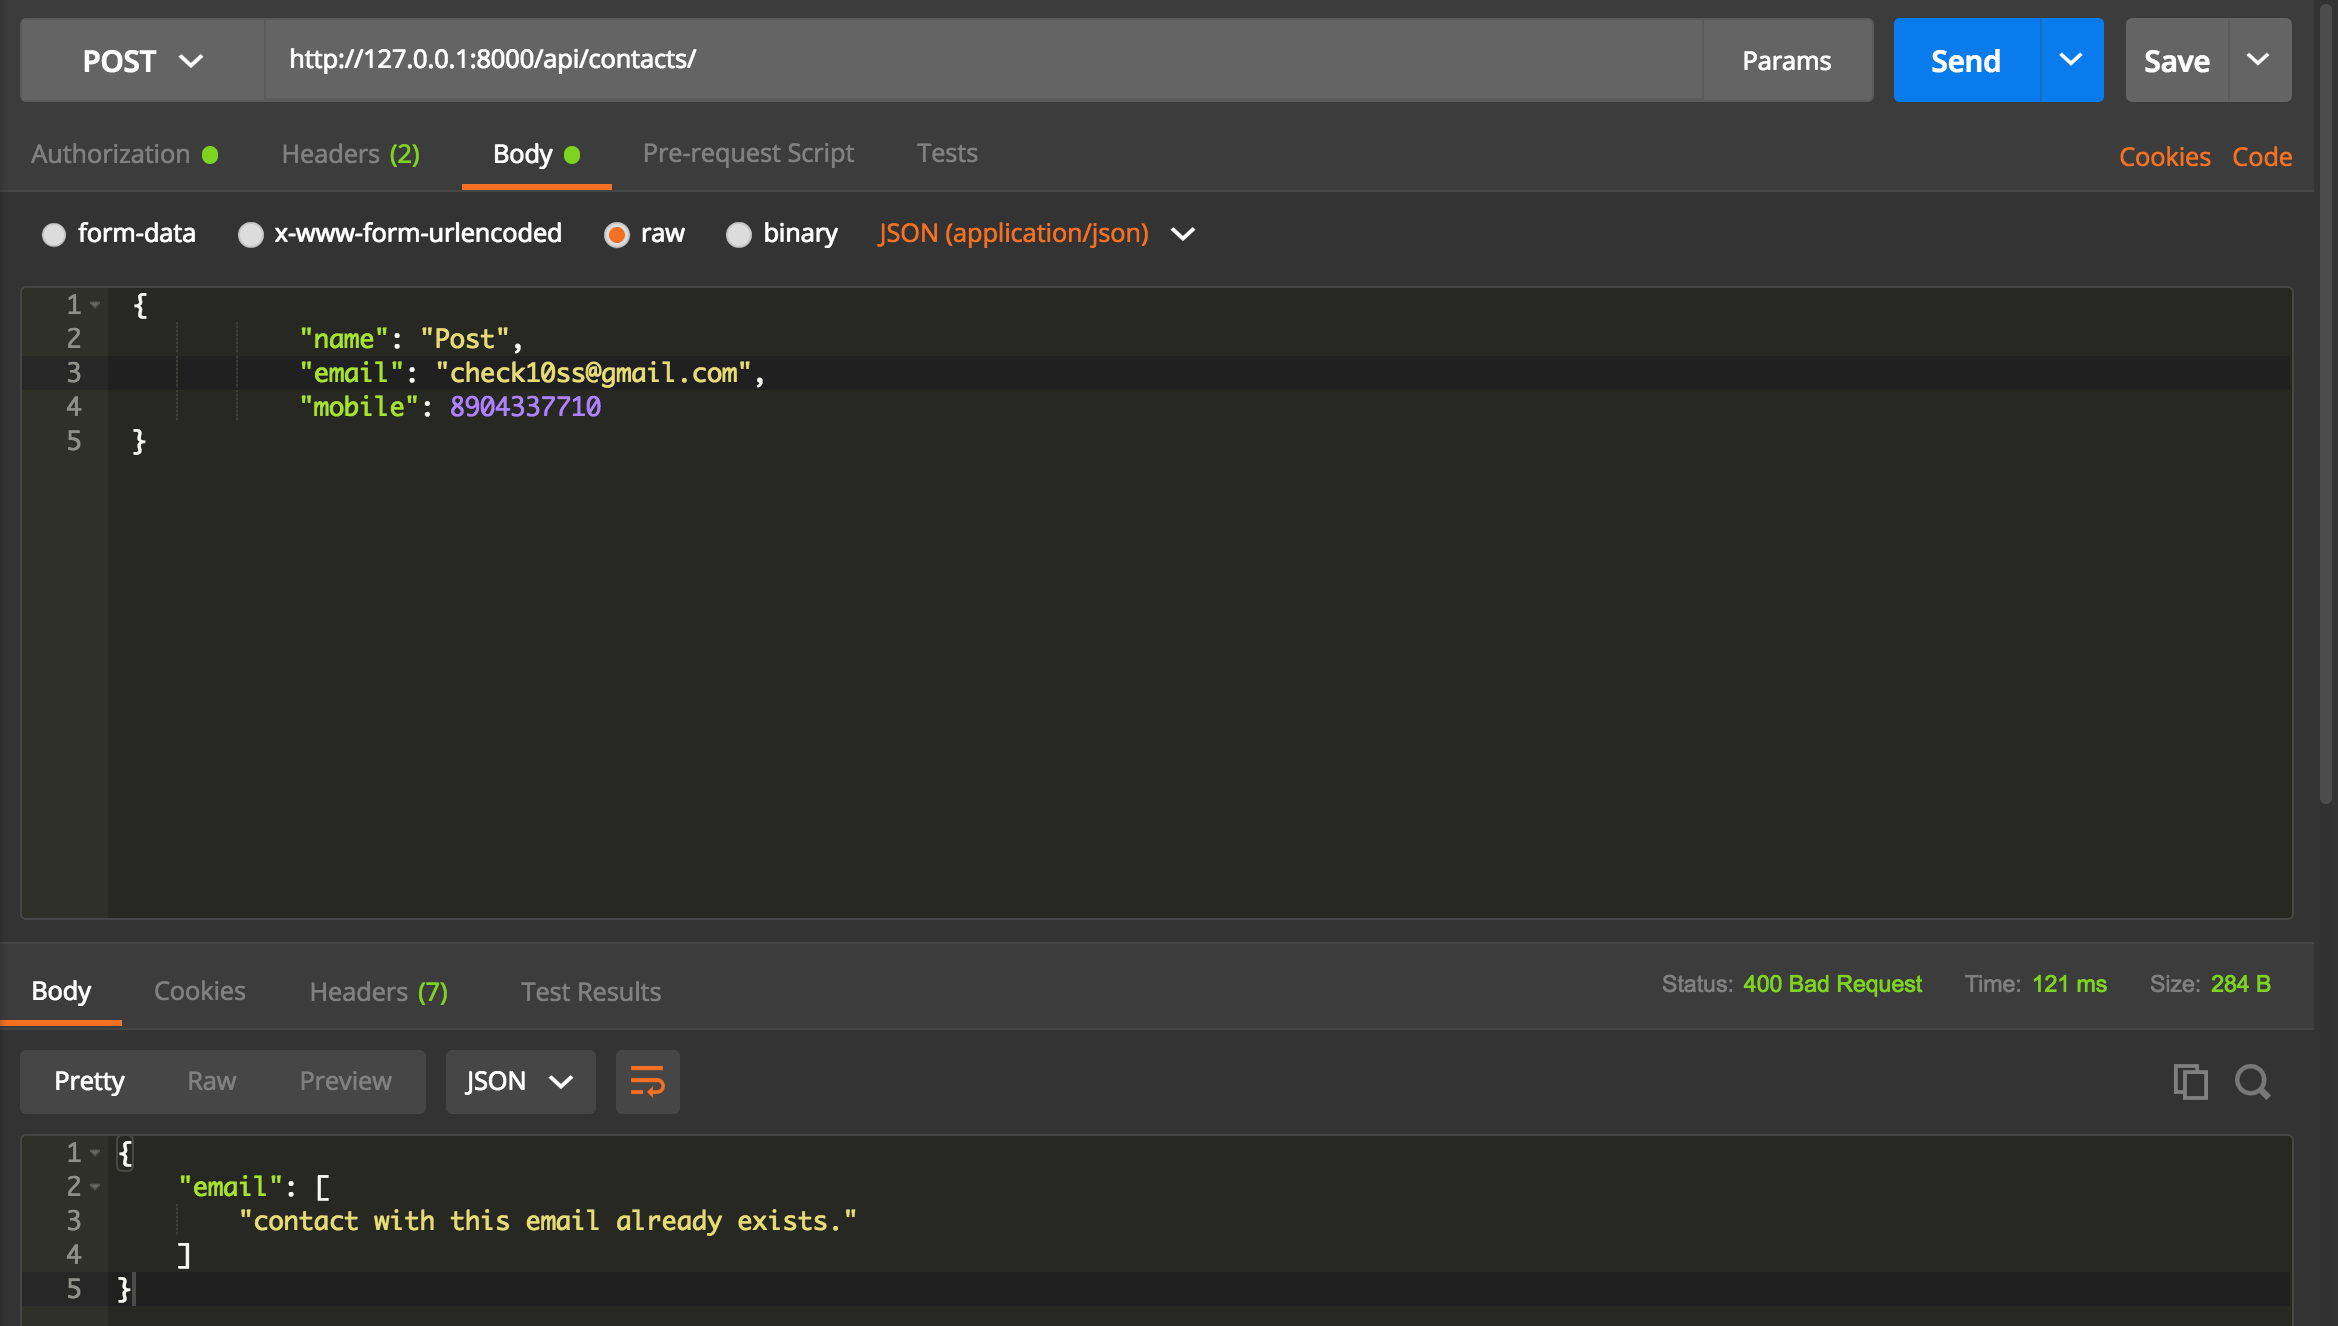 POST http://127.0.0.1:8000/api/contacts/ Params Send Save
Authorization Headers (2) Body Pre-request Script Tests Cookies Code
form-data x-www-form-urlencoded raw binary JSON (application/json)
1 {
2 "name": "Post",
3 "email": "check10ss@gmail.com",
4 "mobile": 8904337710
5 }
Body Cookies Headers (7) Test Results Status: 400 Bad Request Time: 121 ms Size: 284 B
Pretty Raw Preview JSON
1 {
2 "email": [
3 "contact with this email already exists."
4 ]
5 }